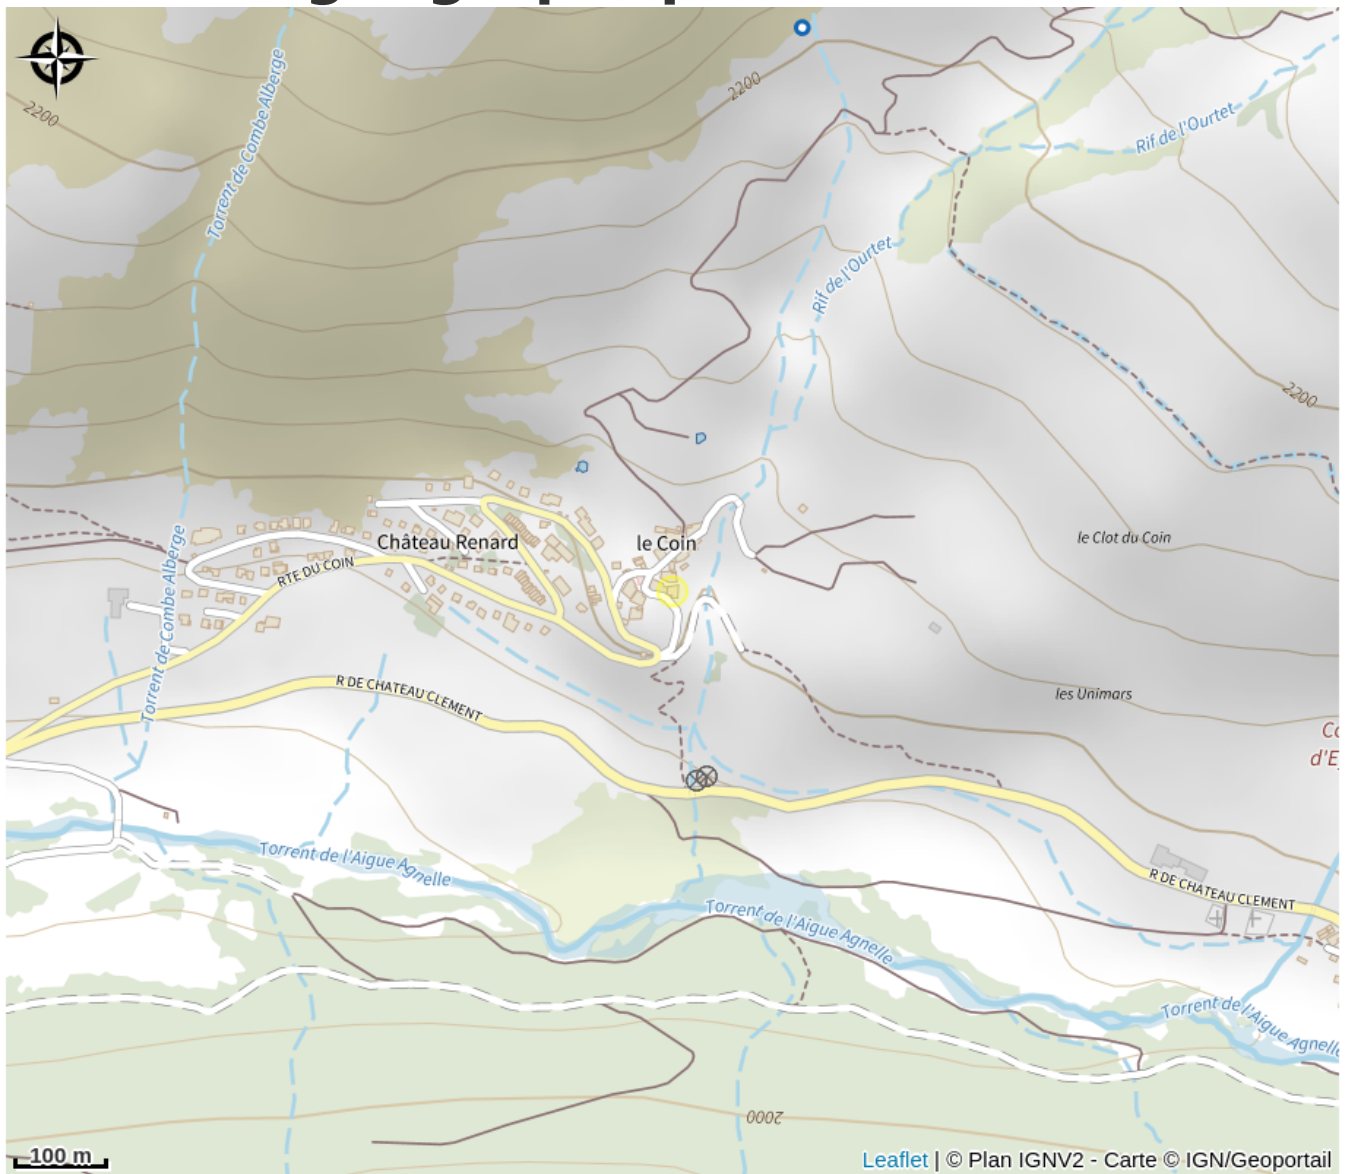 2200
2200
Torrent de Combe Alberge
Rif de l'Ourtet
Rif de l'Ourtet
2200
Château Renard
le Coin
le Clot du Coin
RTE DU COIN
Torrent de Combe Alberge
R DE CHATEAU CLEMENT
les Unimars
Torrent de l'Aigue Agnelle
R DE CHATEAU CLEMENT
Torrent de l'Aigue Agnelle
Torrent de l'Aigue Agnelle
2000
100 m
Leaflet | © Plan IGNV2 - Carte © IGN/Geoportail